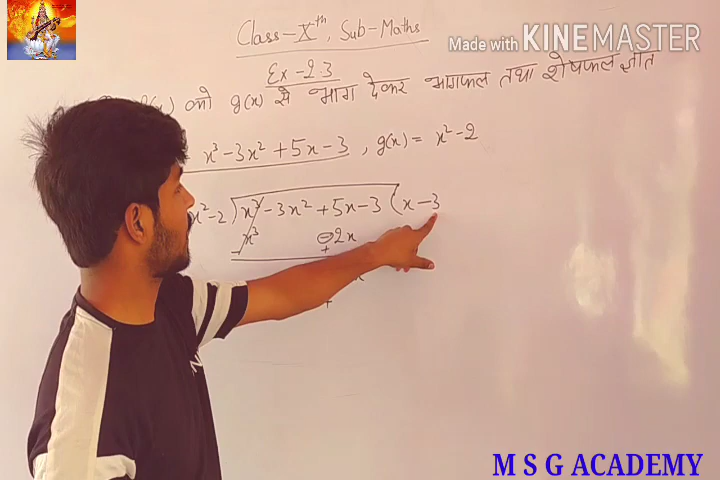 Class-Xth, Sub-Maths
Made with KINEMASTER
Ex-2.3
को g(x) से भाग देकर भागफल तथा शेषफल ज्ञात
x³-3x²+5x-3, g(x) = x²-2
x²-2) x³-3x²+5x-3 (x-3
x³ ⊖2x
- +
+
M S G ACADEMY